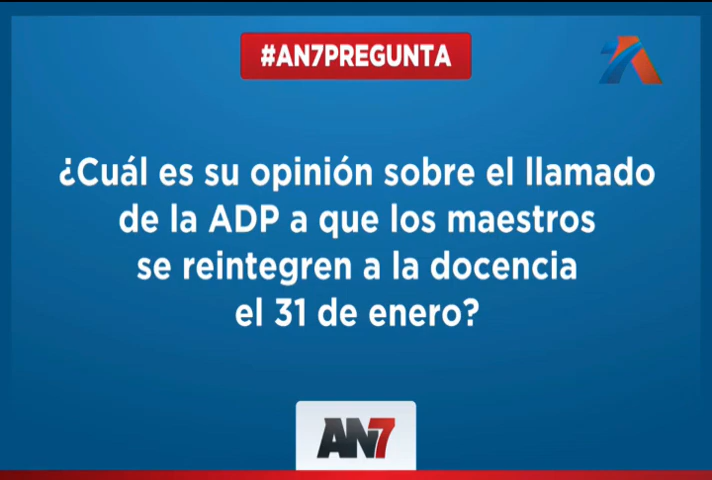 #AN7PREGUNTA
¿Cuál es su opinión sobre el llamado
de la ADP a que los maestros
se reintegren a la docencia
el 31 de enero?
AN7